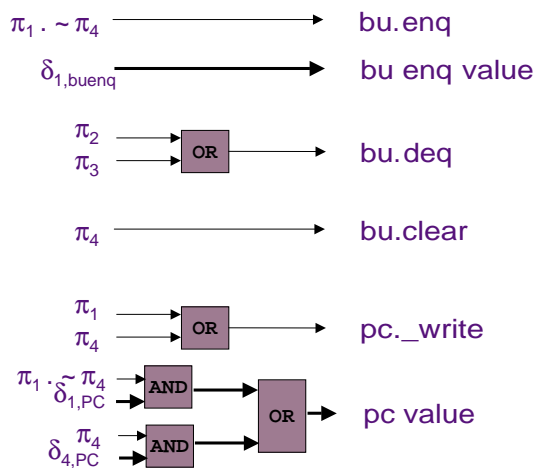 π₁ . ~ π₄ bu.enq
δ₁,buenq bu enq value
π₂
OR bu.deq
π₃
π₄ bu.clear
π₁
OR pc._write
π₄
π₁ . ~ π₄ AND
δ₁,PC
OR pc value
π₄ AND
δ₄,PC